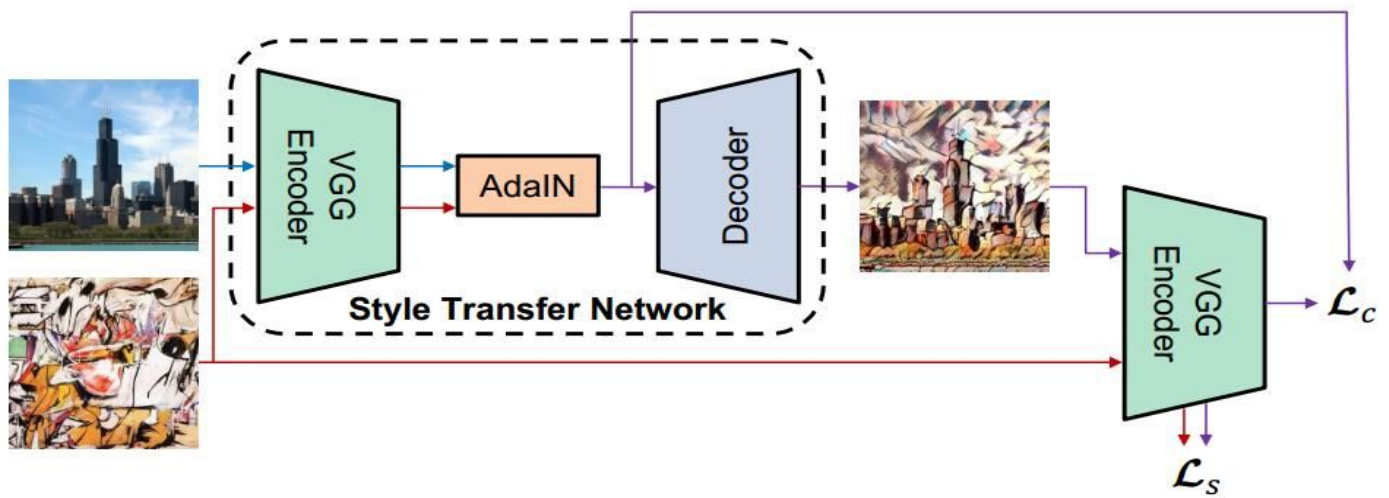 VGG
Encoder
AdaIN
Decoder
Style Transfer Network
VGG
Encoder
ℒc
ℒs